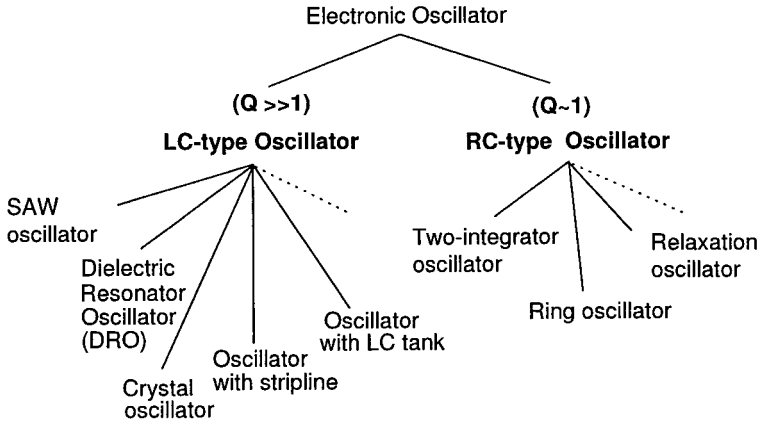 Electronic Oscillator
(Q >>1)
LC-type Oscillator
(Q~1)
RC-type Oscillator
SAW
oscillator
Dielectric
Resonator
Oscillator
(DRO)
Crystal
oscillator
Oscillator
with stripline
Oscillator
with LC tank
Two-integrator
oscillator
Ring oscillator
Relaxation
oscillator